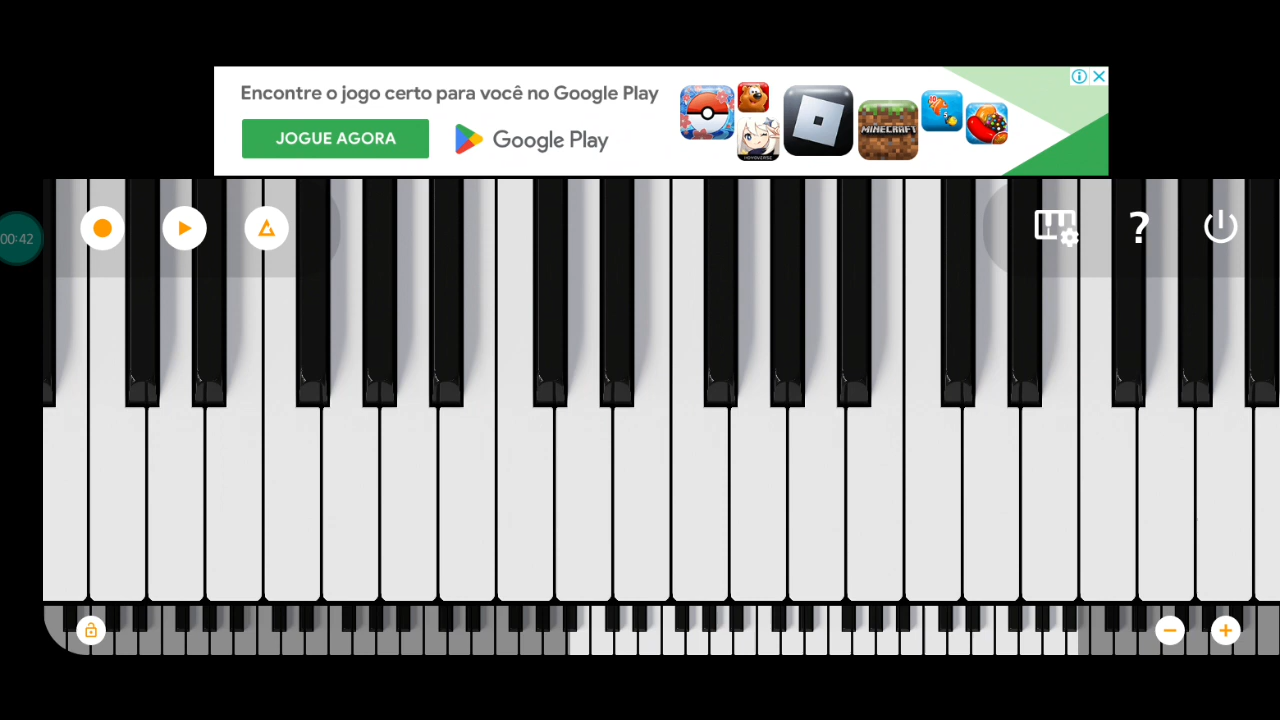 Encontre o jogo certo para você no Google Play
JOGUE AGORA
Google Play
MINECRAFT
00:42
?